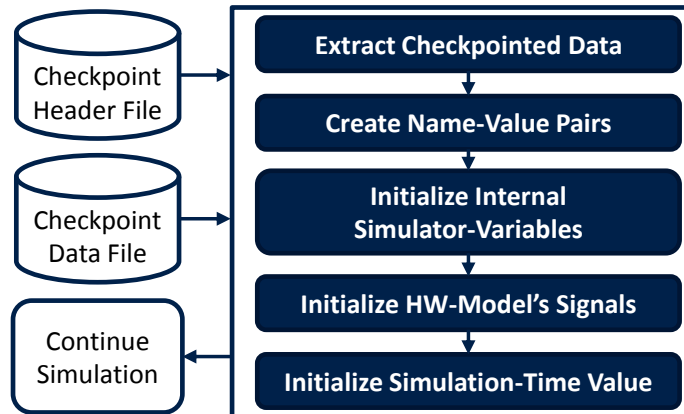 Checkpoint
Header File
Checkpoint
Data File
Continue
Simulation
Extract Checkpointed Data
Create Name-Value Pairs
Initialize Internal
Simulator-Variables
Initialize HW-Model's Signals
Initialize Simulation-Time Value